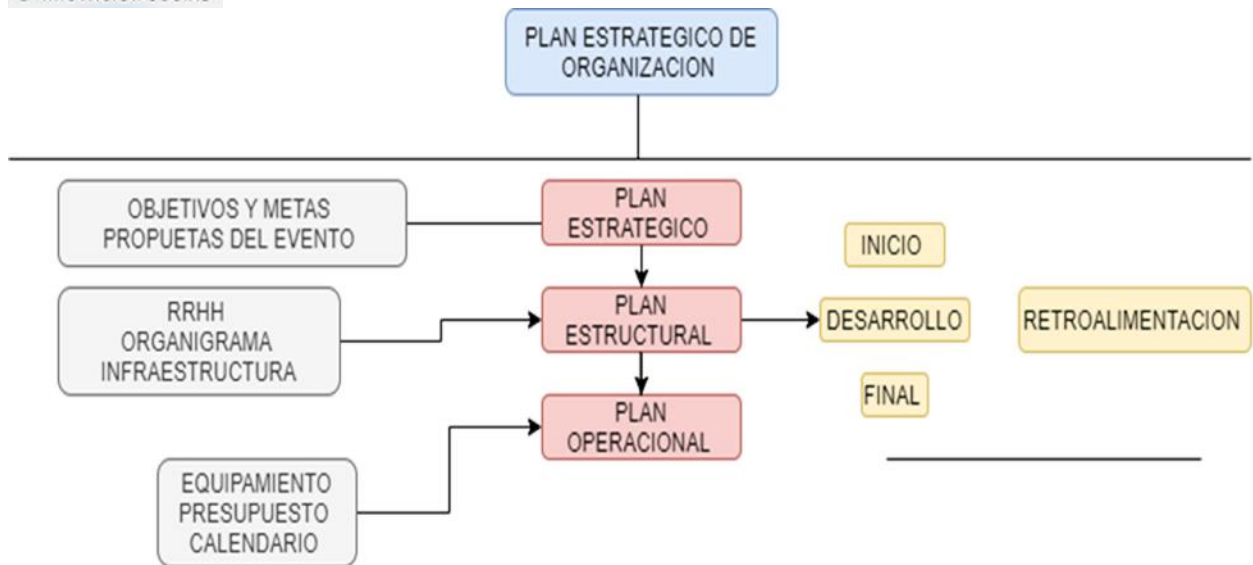 PLAN ESTRATEGICO DE
ORGANIZACION
OBJETIVOS Y METAS
PROPUETAS DEL EVENTO
PLAN
ESTRATEGICO
INICIO
RRHH
ORGANIGRAMA
INFRAESTRUCTURA
PLAN
ESTRUCTURAL
DESARROLLO
RETROALIMENTACION
FINAL
PLAN
OPERACIONAL
EQUIPAMIENTO
PRESUPUESTO
CALENDARIO